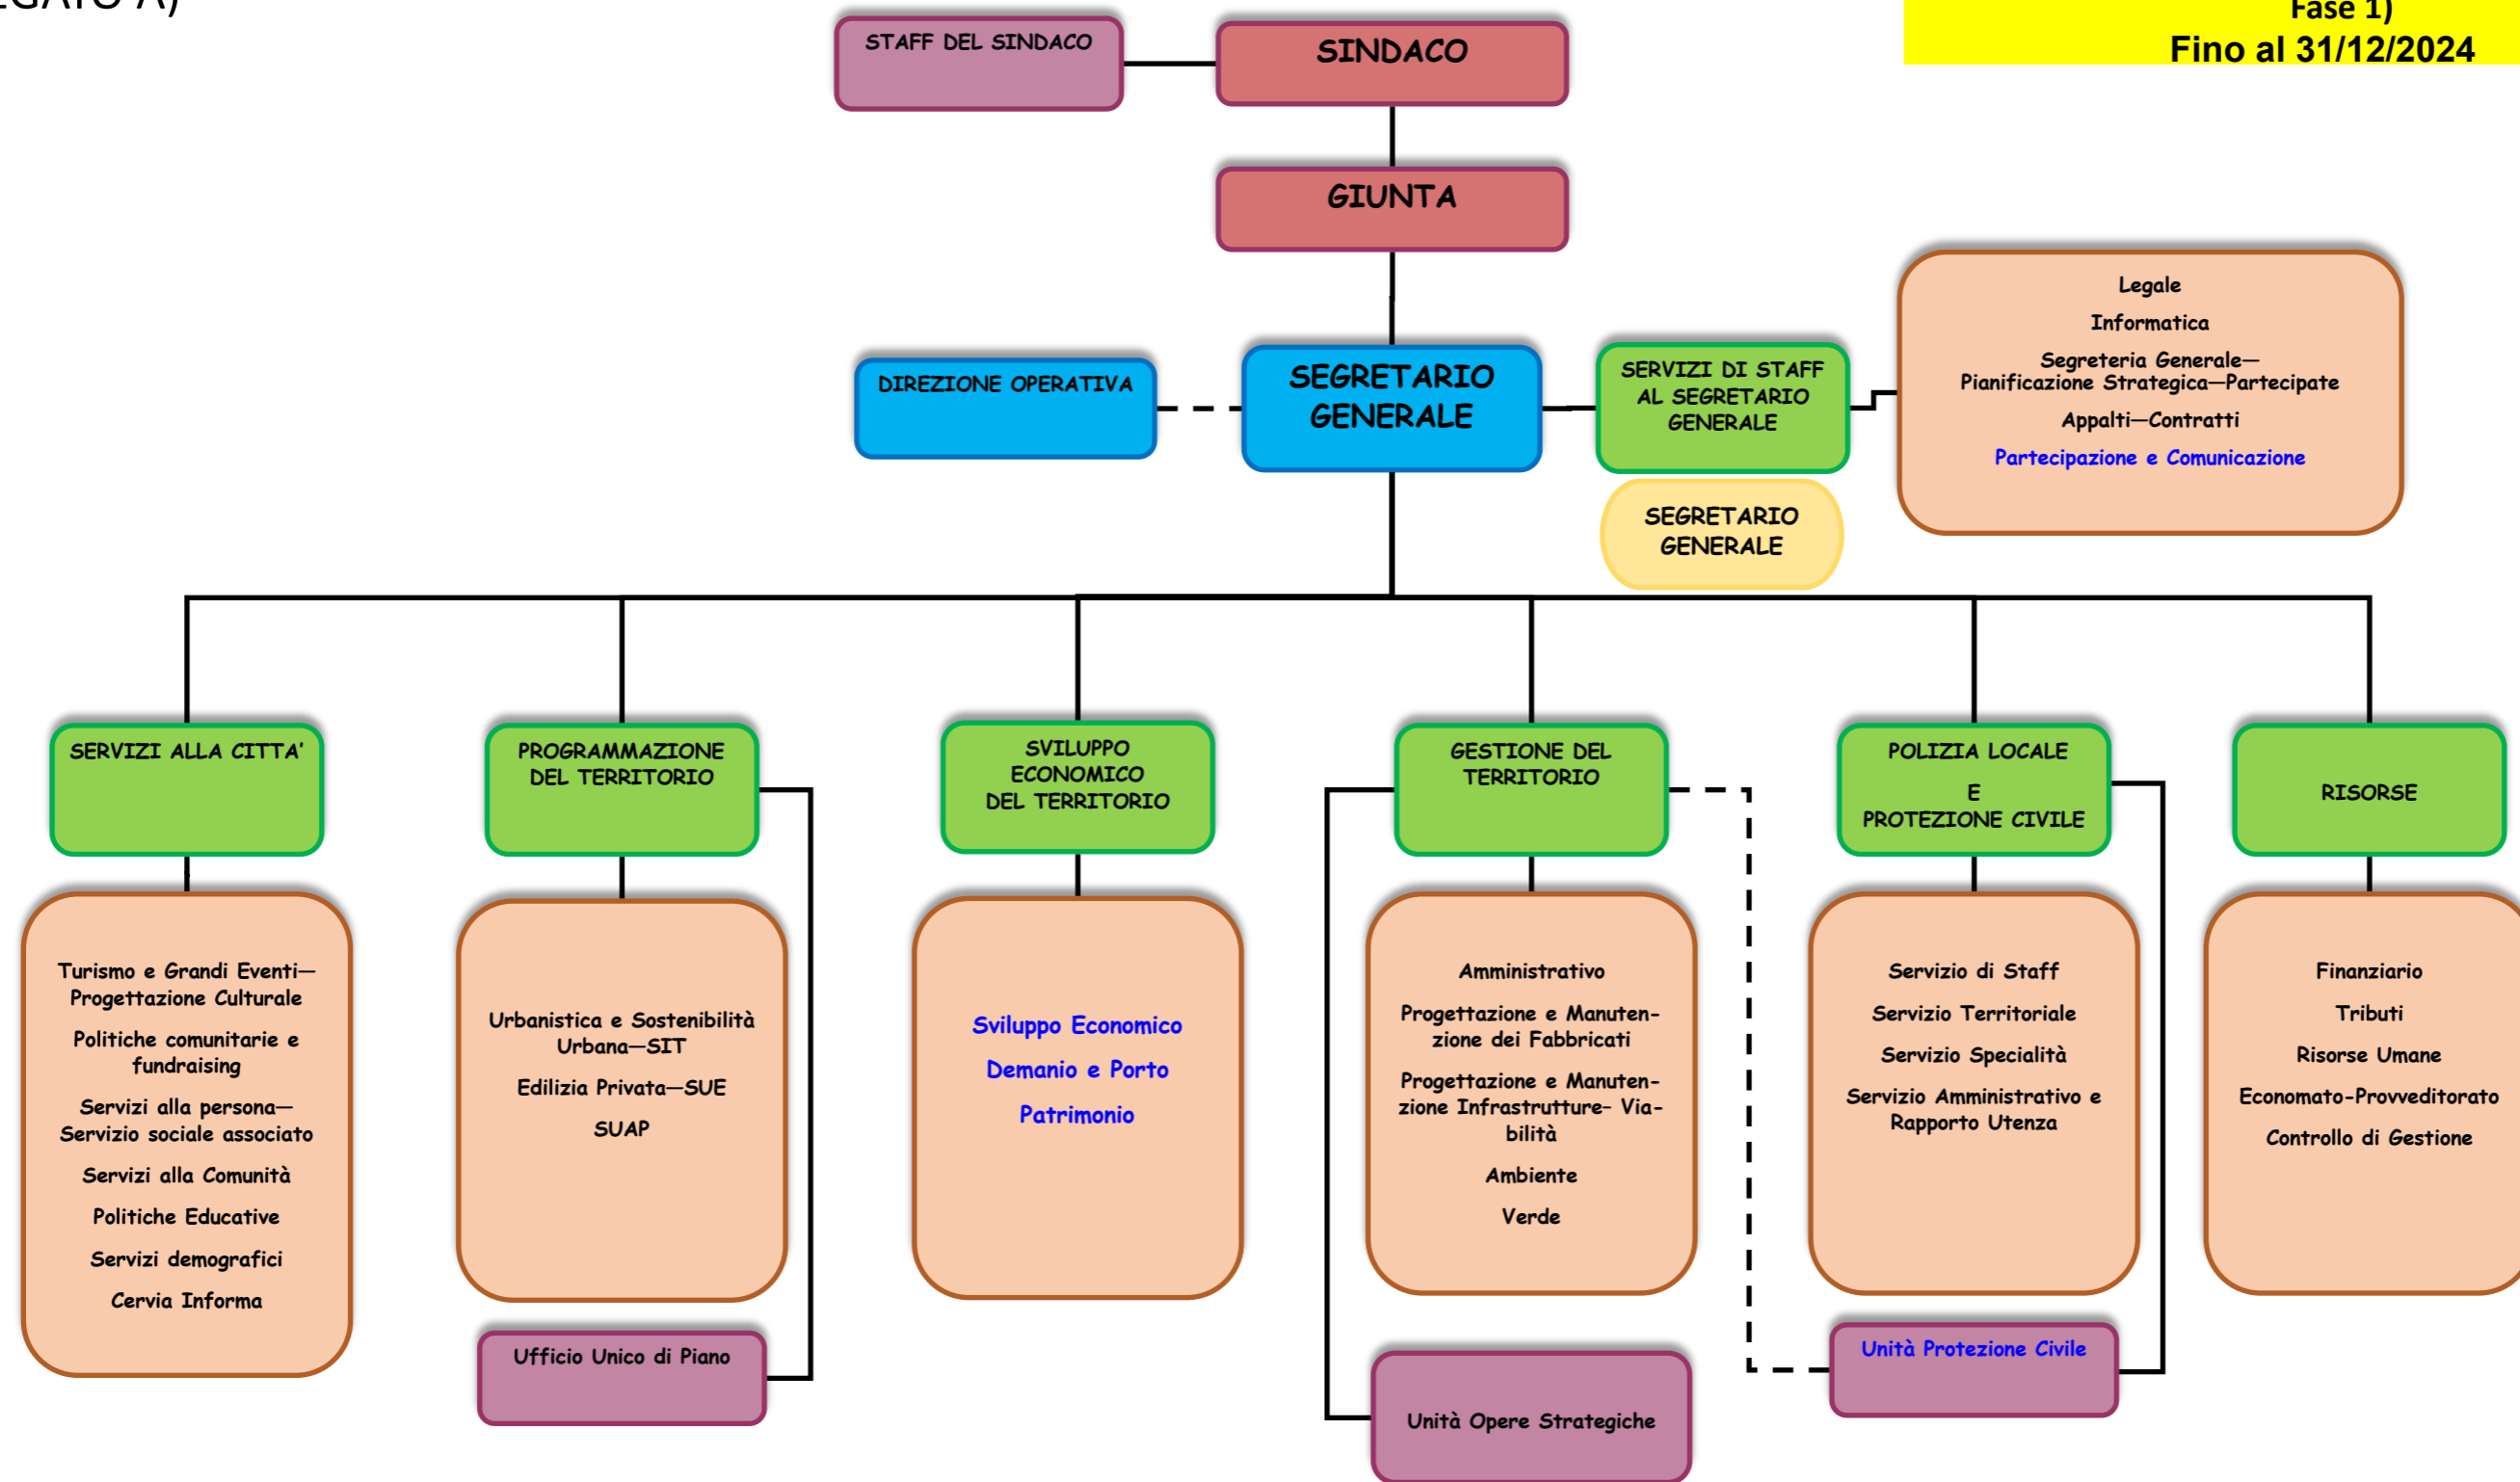 EGATO A)
Fase 1)
Fino al 31/12/2024
STAFF DEL SINDACO
SINDACO
GIUNTA
DIREZIONE OPERATIVA
SEGRETARIO
GENERALE
SERVIZI DI STAFF
AL SEGRETARIO
GENERALE
SEGRETARIO
GENERALE
Legale
Informatica
Segreteria Generale—
Pianificazione Strategica—Partecipate
Appalti—Contratti
Partecipazione e Comunicazione
SERVIZI ALLA CITTA'
Turismo e Grandi Eventi—
Progettazione Culturale
Politiche comunitarie e
fundraising
Servizi alla persona—
Servizio sociale associato
Servizi alla Comunità
Politiche Educative
Servizi demografici
Cervia Informa
PROGRAMMAZIONE
DEL TERRITORIO
Urbanistica e Sostenibilità
Urbana—SIT
Edilizia Privata—SUE
SUAP
Ufficio Unico di Piano
SVILUPPO
ECONOMICO
DEL TERRITORIO
Sviluppo Economico
Demanio e Porto
Patrimonio
GESTIONE DEL
TERRITORIO
Amministrativo
Progettazione e Manuten-
zione dei Fabbricati
Progettazione e Manuten-
zione Infrastrutture– Via-
bilità
Ambiente
Verde
Unità Opere Strategiche
POLIZIA LOCALE
E
PROTEZIONE CIVILE
Servizio di Staff
Servizio Territoriale
Servizio Specialità
Servizio Amministrativo e
Rapporto Utenza
Unità Protezione Civile
RISORSE
Finanziario
Tributi
Risorse Umane
Economato-Provveditorato
Controllo di Gestione